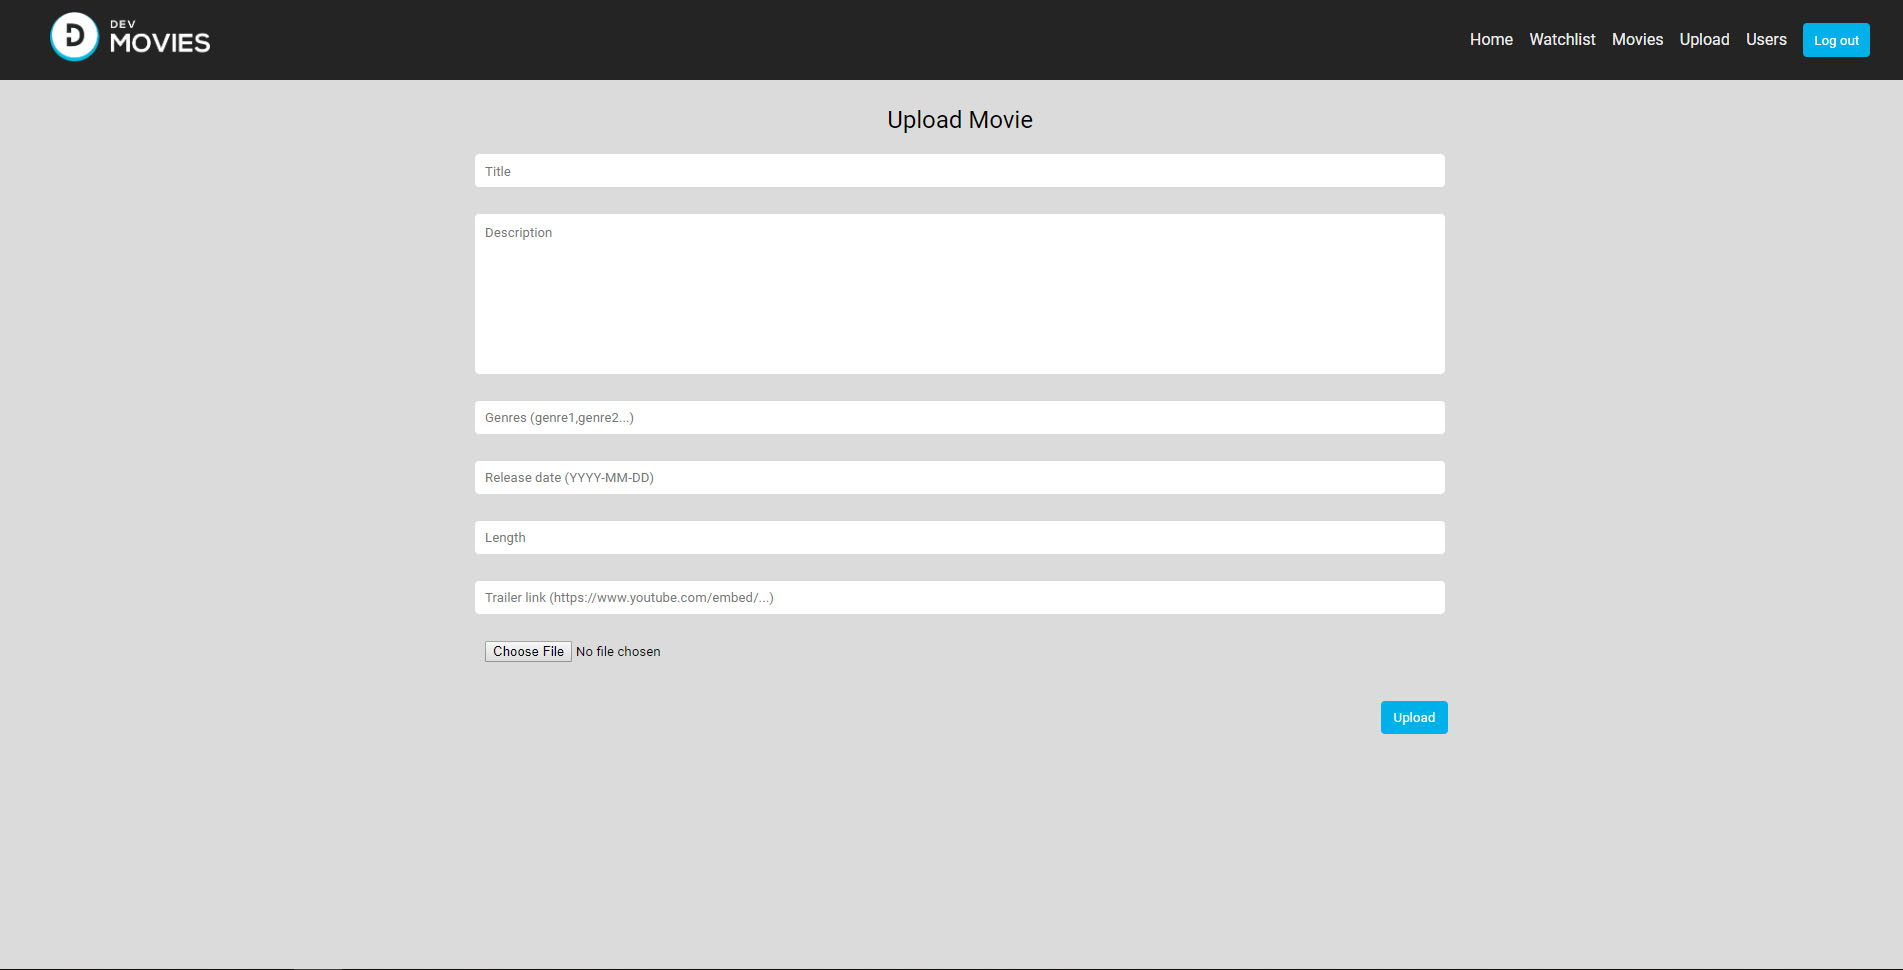 DEV
MOVIES
Home Watchlist Movies Upload Users Log out
Upload Movie
Title
Description
Genres (genre1,genre2...)
Release date (YYYY-MM-DD)
Length
Trailer link (https://www.youtube.com/embed/...)
Choose File No file chosen
Upload